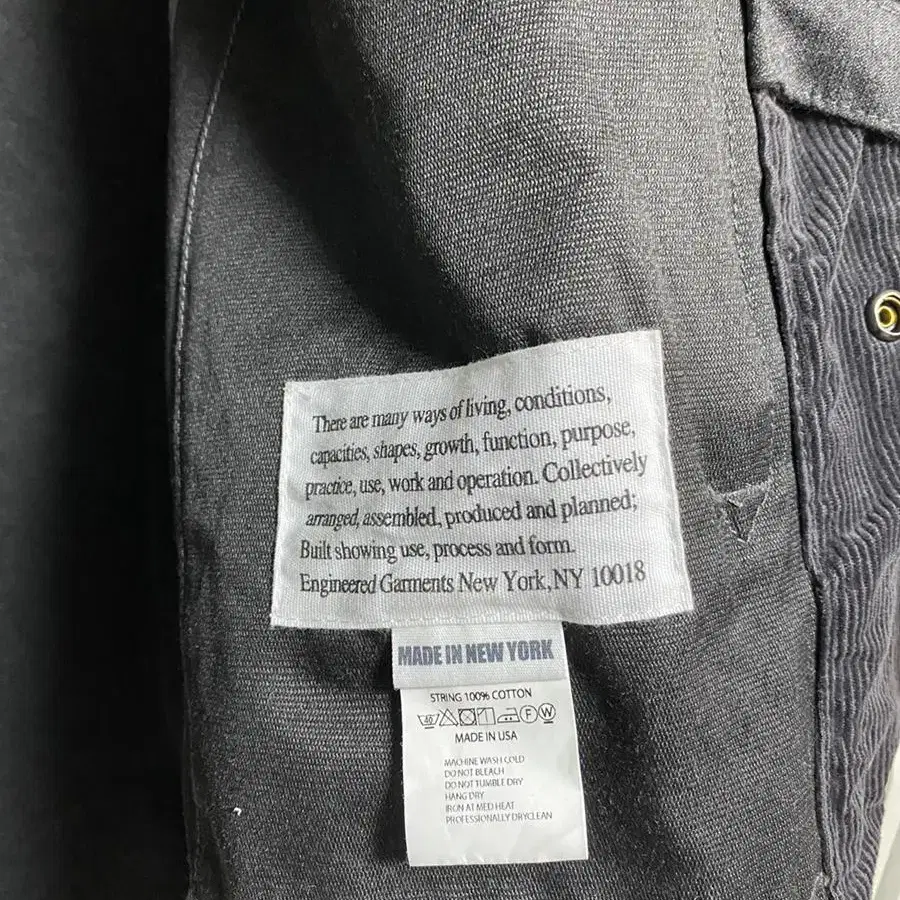 There are many ways of living, conditions,
capacities, shapes, growth, function, purpose,
practice, use, work and operation. Collectively
arranged, assembled, produced and planned;
Built showing use, process and form.
Engineered Garments New York, NY 10018
MADE IN NEW YORK
STRING 100% COTTON
40 F W
MADE IN USA
MACHINE WASH COLD
DO NOT BLEACH
DO NOT TUMBLE DRY
HANG DRY
IRON AT MED HEAT
PROFESSIONALLY DRYCLEAN